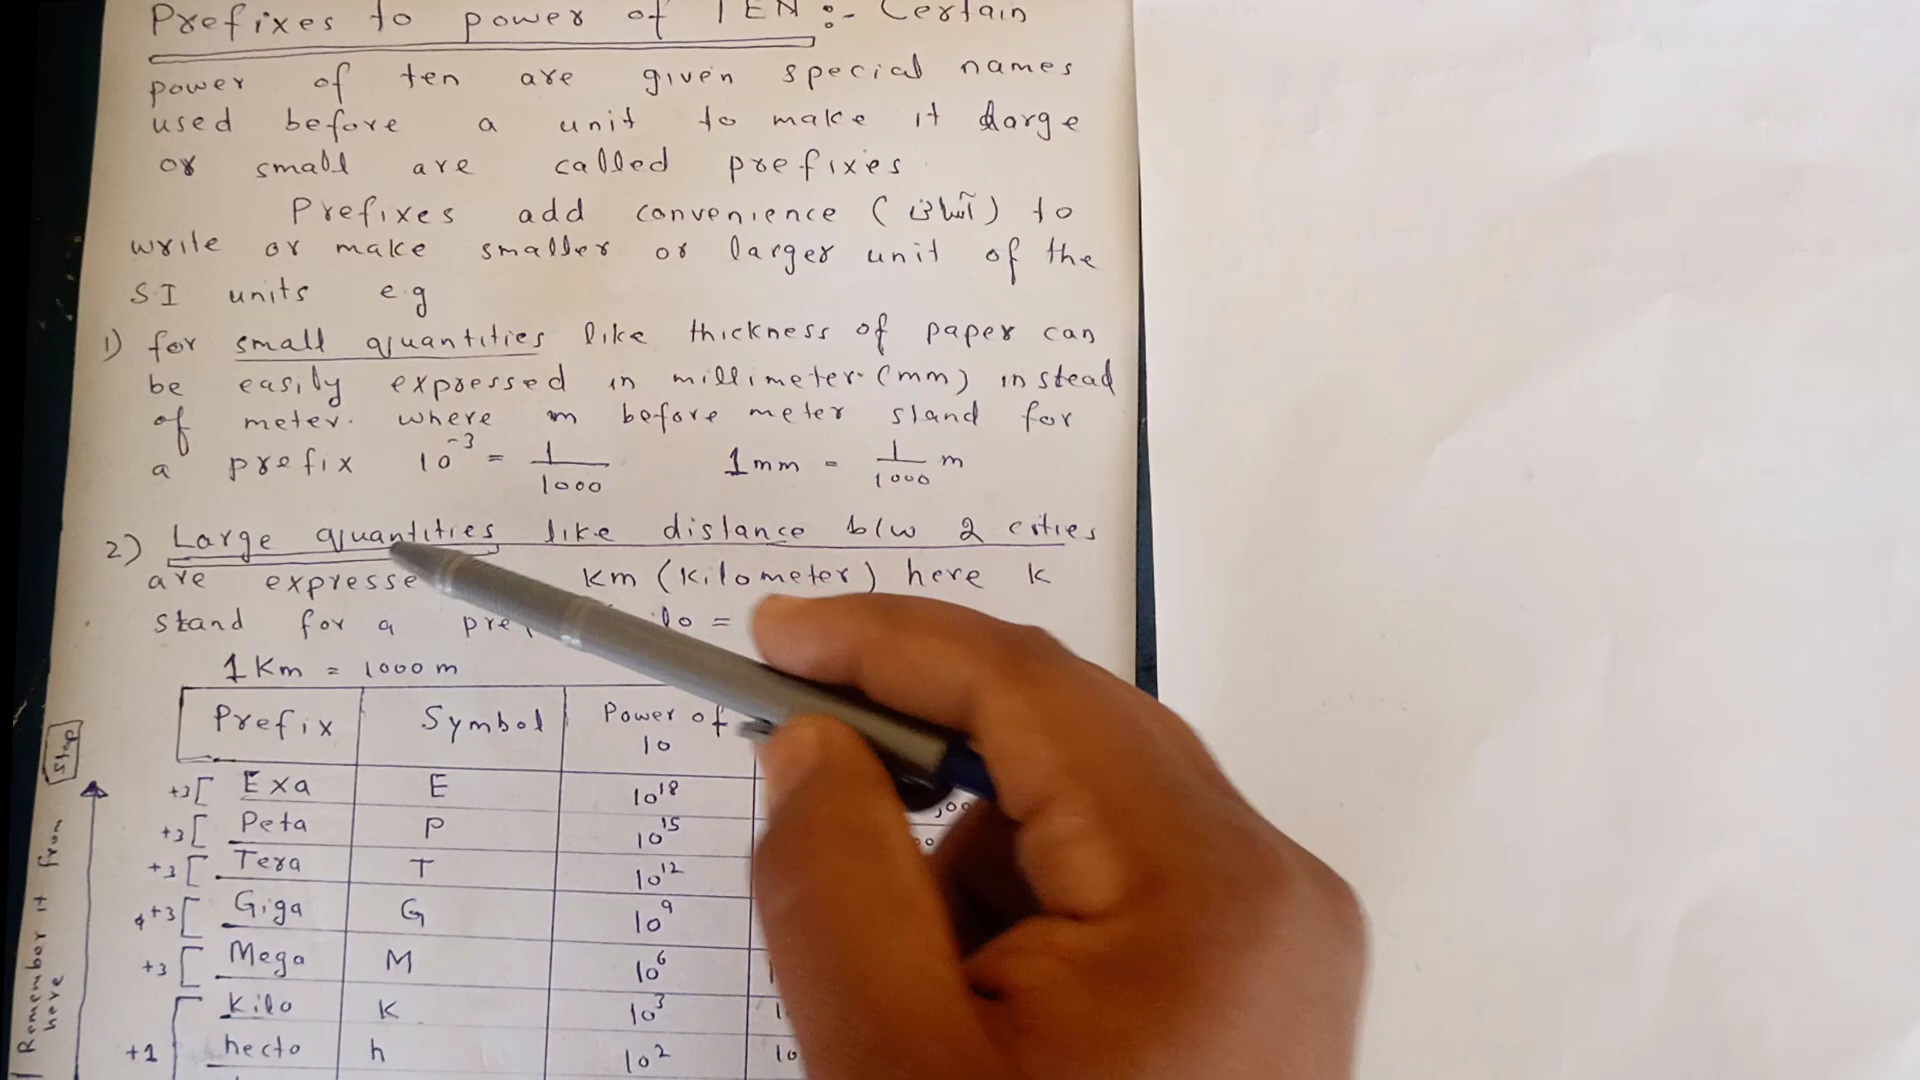 Prefixes to power of TEN :- Certain
power of ten are given special names
used before a unit to make it large
or small are called prefixes
Prefixes add convenience (آسانی) to
write or make smaller or larger unit of the
S.I units e.g
1) for small quantities like thickness of paper can
be easily expressed in millimeter (mm) instead
of meter. where m before meter stand for
a prefix 10⁻³ = 1/1000 1mm = 1/1000 m
2) Large quantities like distance b/w 2 cities
are expresse km (kilometer) here k
stand for a pre ilo =
1Km = 1000m
Prefix Symbol Power of 10
+3[ Exa E 10¹⁸
+3[ Peta P 10¹⁵
+3[ Tera T 10¹²
+3[ Giga G 10⁹
+3[ Mega M 10⁶
kilo K 10³
+1 hecto h 10² 10
Remember it from here
Stop